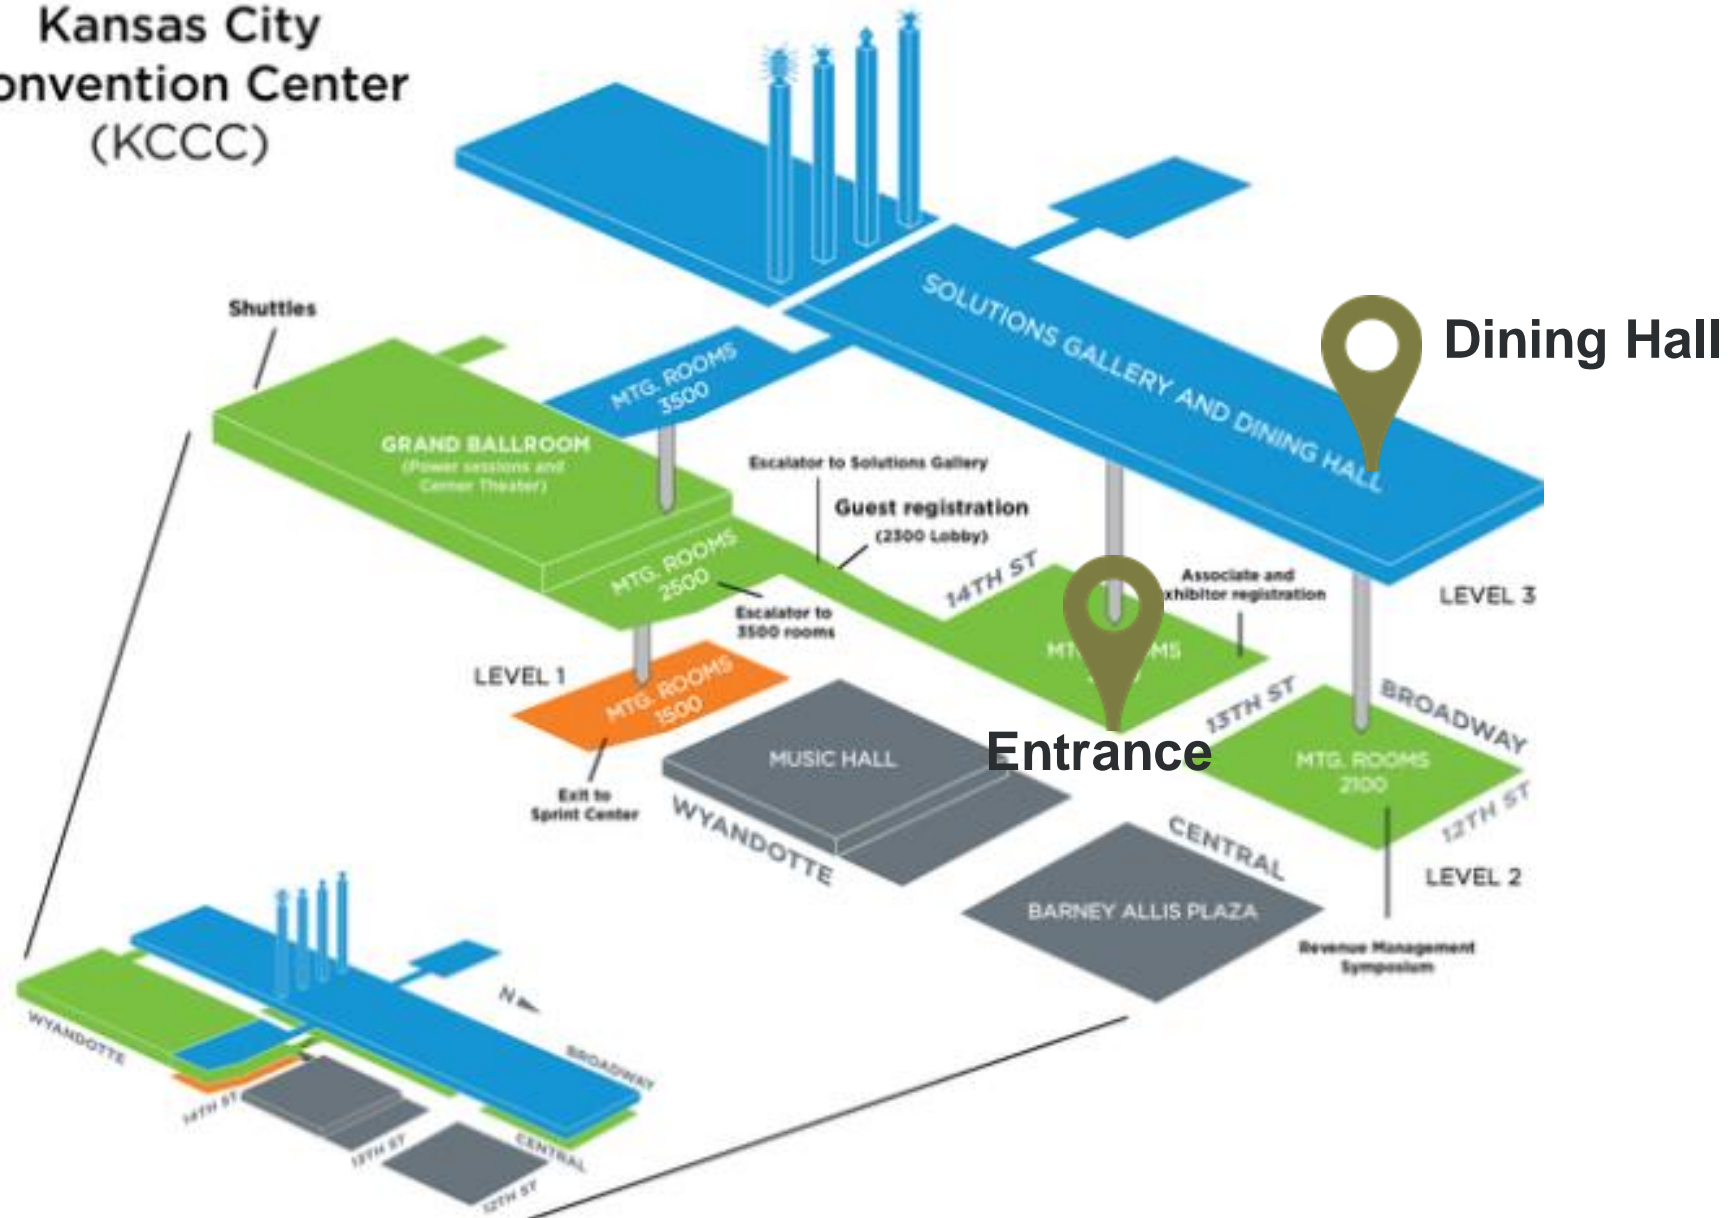 Kansas City
onvention Center
(KCCC)
SOLUTIONS GALLERY AND DINING HALL
Dining Hall
Shuttles
MTG. ROOMS
3500
GRAND BALLROOM
(Power sessions and
Cerner Theater)
Escalator to Solutions Gallery
Guest registration
(2300 Lobby)
14TH ST
Associate and
xhibitor registration
LEVEL 3
MTG. ROOMS
2500
Escalator to
3500 rooms
LEVEL 1
MTG. ROOMS
1500
MT MS
13TH ST
BROADWAY
Entrance
MUSIC HALL
MTG. ROOMS
2100
Exit to
Sprint Center
WYANDOTTE
12TH ST
CENTRAL
LEVEL 2
BARNEY ALLIS PLAZA
Revenue Management
Symposium
N
WYANDOTTE
BROADWAY
14TH ST
13TH ST
CENTRAL
12TH ST